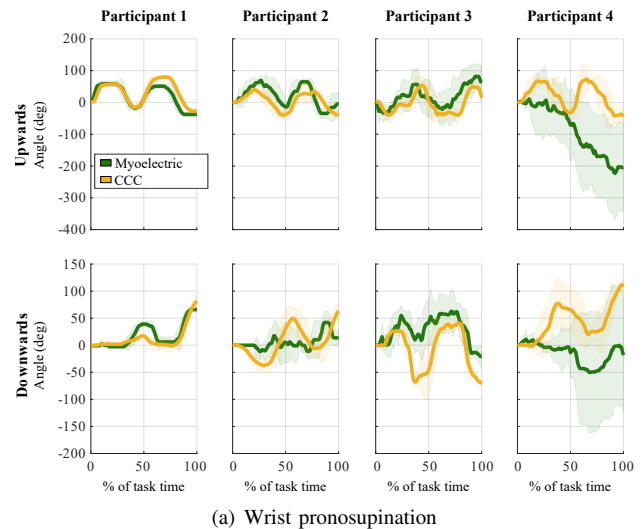 Participant 1 Participant 2 Participant 3 Participant 4
Upwards
Angle (deg)
200
100
0
-100
-200
-300
-400
Myoelectric
CCC
Downwards
Angle (deg)
150
100
50
0
-50
-100
-150
-200
0 50 100 0 50 100 0 50 100 0 50 100
% of task time % of task time % of task time % of task time
(a) Wrist pronosupination